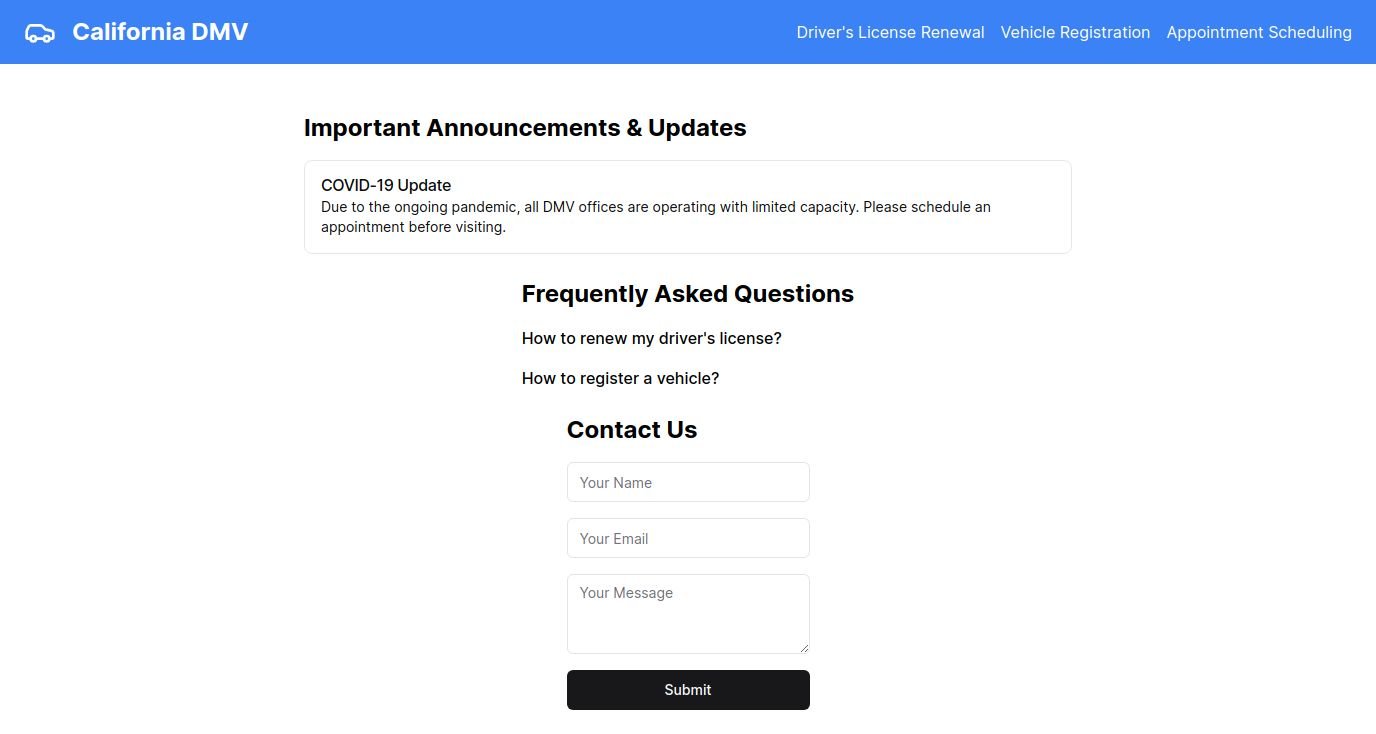 California DMV
Driver's License Renewal
Vehicle Registration
Appointment Scheduling
Important Announcements & Updates
COVID-19 Update
Due to the ongoing pandemic, all DMV offices are operating with limited capacity. Please schedule an
appointment before visiting.
Frequently Asked Questions
How to renew my driver's license?
How to register a vehicle?
Contact Us
Your Name
Your Email
Your Message
Submit